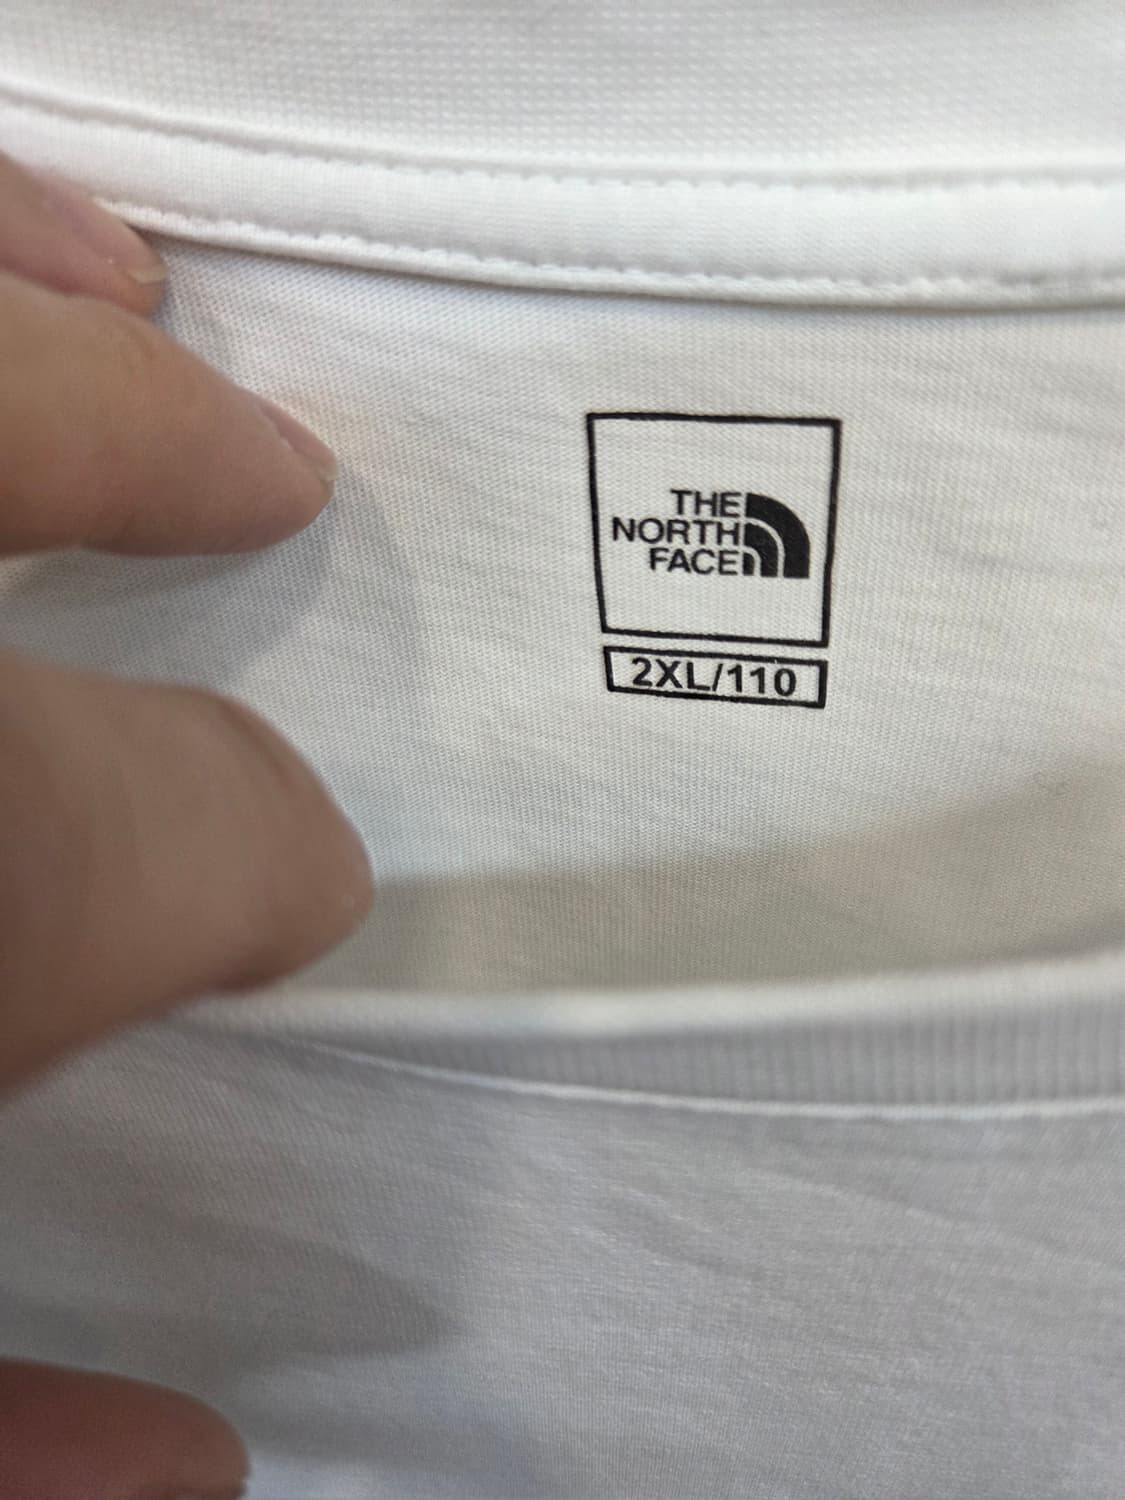 THE
NORTH
FACE
2XL/110